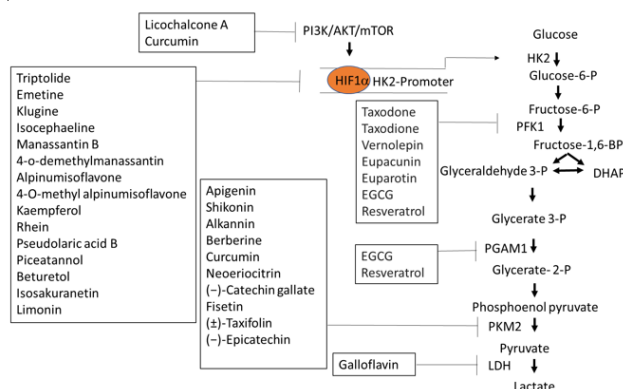 Licochalcone A
Curcumin
PI3K/AKT/mTOR
Glucose
HK2
Glucose-6-P
HIF1α HK2-Promoter
Triptolide
Emetine
Klugine
Isocephaeline
Manassantin B
4-o-demethylmanassantin
Alpinumisoflavone
4-O-methyl alpinumisoflavone
Kaempferol
Rhein
Pseudolaric acid B
Piceatannol
Beturetol
Isosakuranetin
Limonin
Taxodone
Taxodione
Vernolepin
Eupacunin
Euparotin
EGCG
Resveratrol
Fructose-6-P
PFK1
Fructose-1,6-BP
Glyceraldehyde 3-P
DHAP
Glycerate 3-P
Apigenin
Shikonin
Alkannin
Berberine
Curcumin
Neoeriocitrin
(−)-Catechin gallate
Fisetin
(±)-Taxifolin
(−)-Epicatechin
EGCG
Resveratrol
PGAM1
Glycerate- 2-P
Phosphoenol pyruvate
PKM2
Pyruvate
Galloflavin
LDH
Lactate